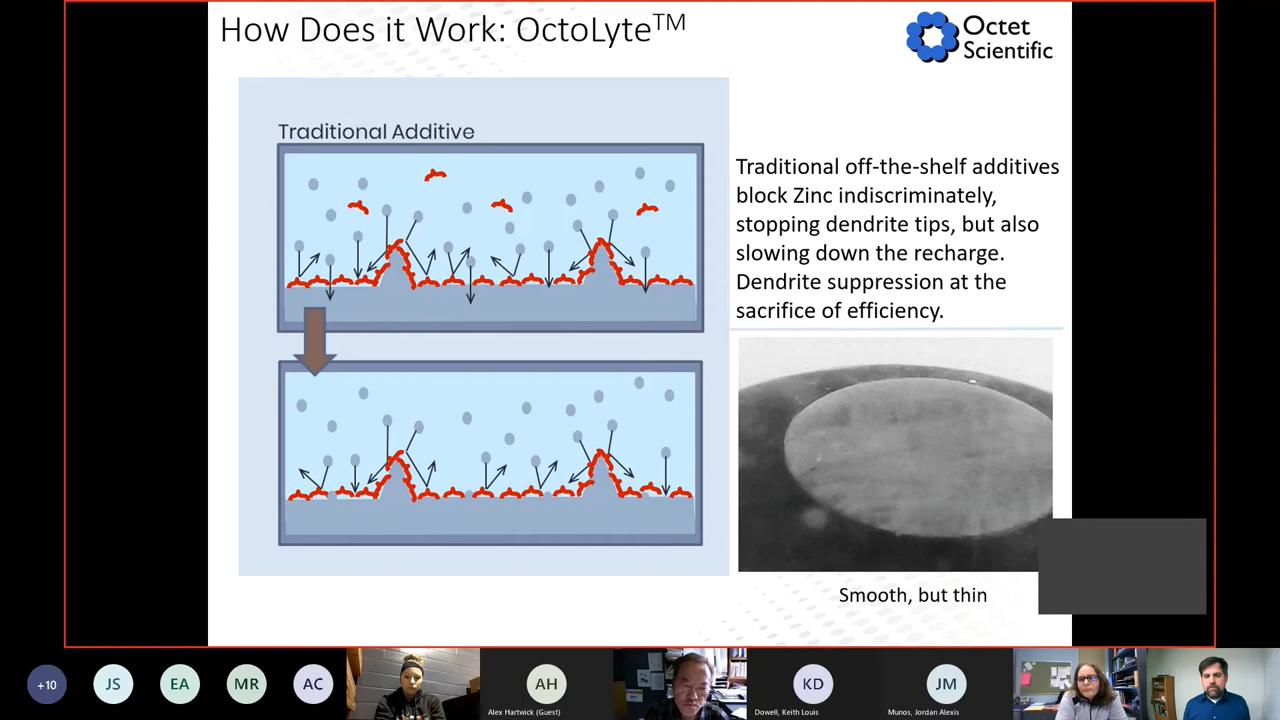 How Does it Work: OctoLyte™
Octet
Scientific
Traditional Additive
Traditional off-the-shelf additives
block Zinc indiscriminately,
stopping dendrite tips, but also
slowing down the recharge.
Dendrite suppression at the
sacrifice of efficiency.
Smooth, but thin
+10
JS
EA
MR
AC
AH
Alex Hartwick (Guest)
KD
Dowell, Keith Louis
JM
Munos, Jordan Alexis